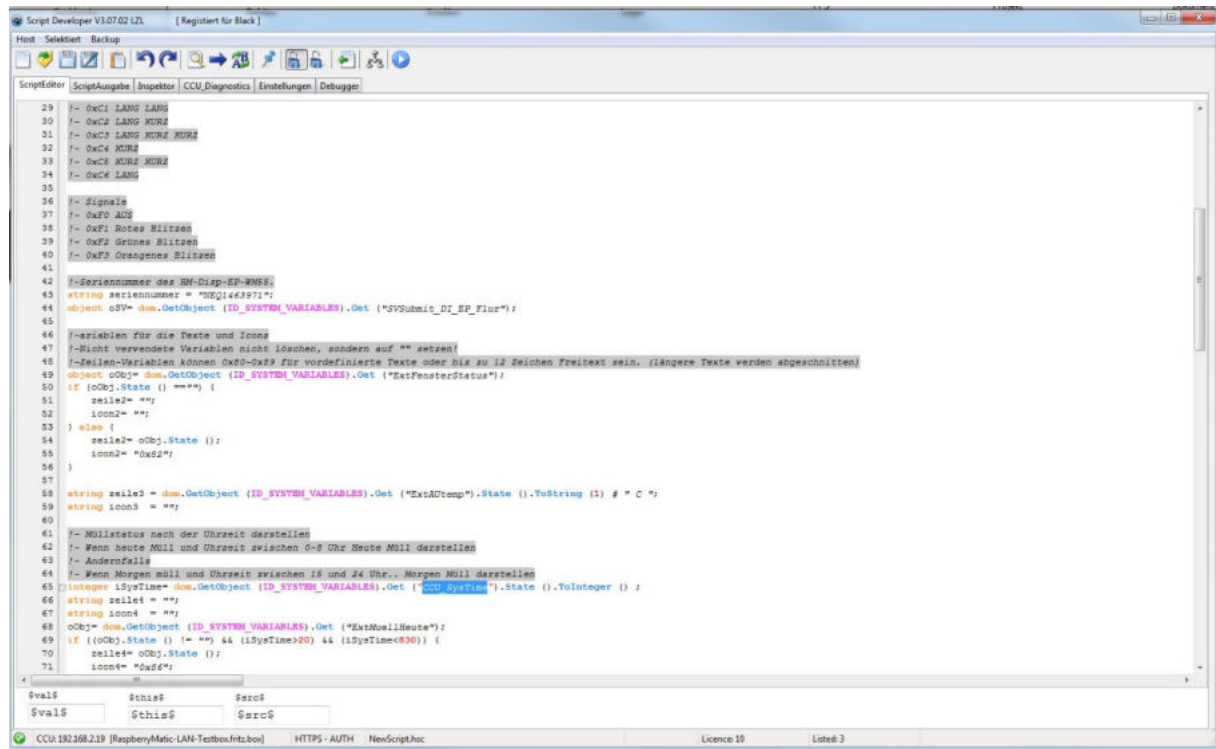 Script Developer V3.07.02 LZL [ Registiert für Black ]
Host Selektiert Backup
ScriptEditor ScriptAusgabe Inspektor CCU_Diagnostics Einstellungen Debugger
29 !- 0xC1 LANG LANG
30 !- 0xC2 LANG KURZ
31 !- 0xC3 LANG KURZ KURZ
32 !- 0xC4 KURZ
33 !- 0xC5 KURZ KURZ
34 !- 0xC6 LANG
35
36 !- Signale
37 !- 0xF0 AUS
38 !- 0xF1 Rotes Blitzen
39 !- 0xF2 Grünes Blitzen
40 !- 0xF3 Orangenes Blitzen
41
42 !-Seriennummer des HM-Disp-EP-WM55.
43 string seriennummer = "NEQ1463971";
44 object oSV= dom.GetObject (ID_SYSTEM_VARIABLES).Get ("SVSubmit_DI_EP_Flur");
45
46 !-ariablen für die Texte und Icons
47 !-Nicht verwendete Variablen nicht löschen, sondern auf "" setzen!
48 !-Zeilen-Variablen können 0x80-0x89 für vordefinierte Texte oder bis zu 12 Zeichen Freitext sein. (längere Texte werden abgeschnitten)
49 object oObj= dom.GetObject (ID_SYSTEM_VARIABLES).Get ("ExtFensterStatus");
50 if (oObj.State () =="") {
51 zeile2= "";
52 icon2= "";
53 } else {
54 zeile2= oObj.State ();
55 icon2= "0x82";
56 }
57
58 string zeile3 = dom.GetObject (ID_SYSTEM_VARIABLES).Get ("ExtAUtemp").State ().ToString (1) # " C ";
59 string icon3 = "";
60
61 !- Müllstatus nach der Uhrzeit darstellen
62 !- Wenn heute Müll und Uhrzeit zwischen 0-8 Uhr Heute Müll darstellen
63 !- Andernfalls
64 !- Wenn Morgen müll und Uhrzeit zwischen 18 und 24 Uhr.. Morgen Müll darstellen
65 integer iSysTime= dom.GetObject (ID_SYSTEM_VARIABLES).Get ("CCU_SysTime").State ().ToInteger () ;
66 string zeile4 = "";
67 string icon4 = "";
68 oObj= dom.GetObject (ID_SYSTEM_VARIABLES).Get ("ExtMuellHeute");
69 if ((oObj.State () != "") && (iSysTime>20) && (iSysTime<830)) {
70 zeile4= oObj.State ();
71 icon4= "0x86";
$val$ $this$ $src$
$val$ $this$ $src$
CCU: 192.168.2.19 [RaspberryMatic-LAN-Testbox.fritz.box] HTTPS - AUTH NewScript.hsc Licence: 10 Listed: 3